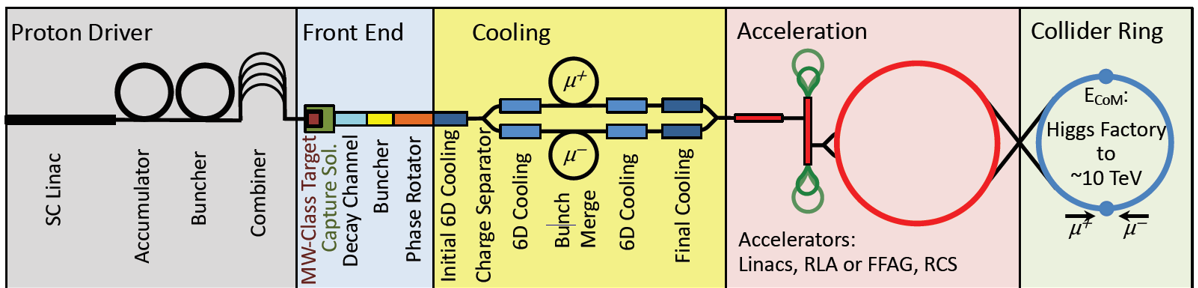 Proton Driver
SC Linac
Accumulator
Buncher
Combiner
Front End
MW-Class Target
Capture Sol.
Decay Channel
Buncher
Phase Rotator
Cooling
Initial 6D Cooling
Charge Separator
6D Cooling
μ+
μ−
Bunch
Merge
6D Cooling
Final Cooling
Acceleration
Accelerators:
Linacs, RLA or FFAG, RCS
Collider Ring
ECoM:
Higgs Factory
to
~10 TeV
μ+ μ−